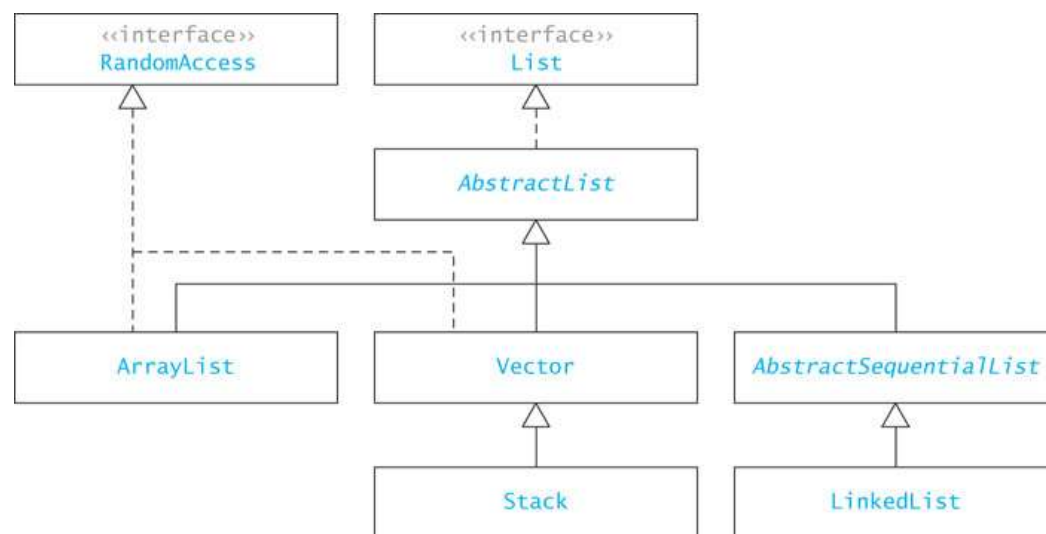 ‹‹interface››
RandomAccess
‹‹interface››
List
AbstractList
ArrayList
Vector
AbstractSequentialList
Stack
LinkedList